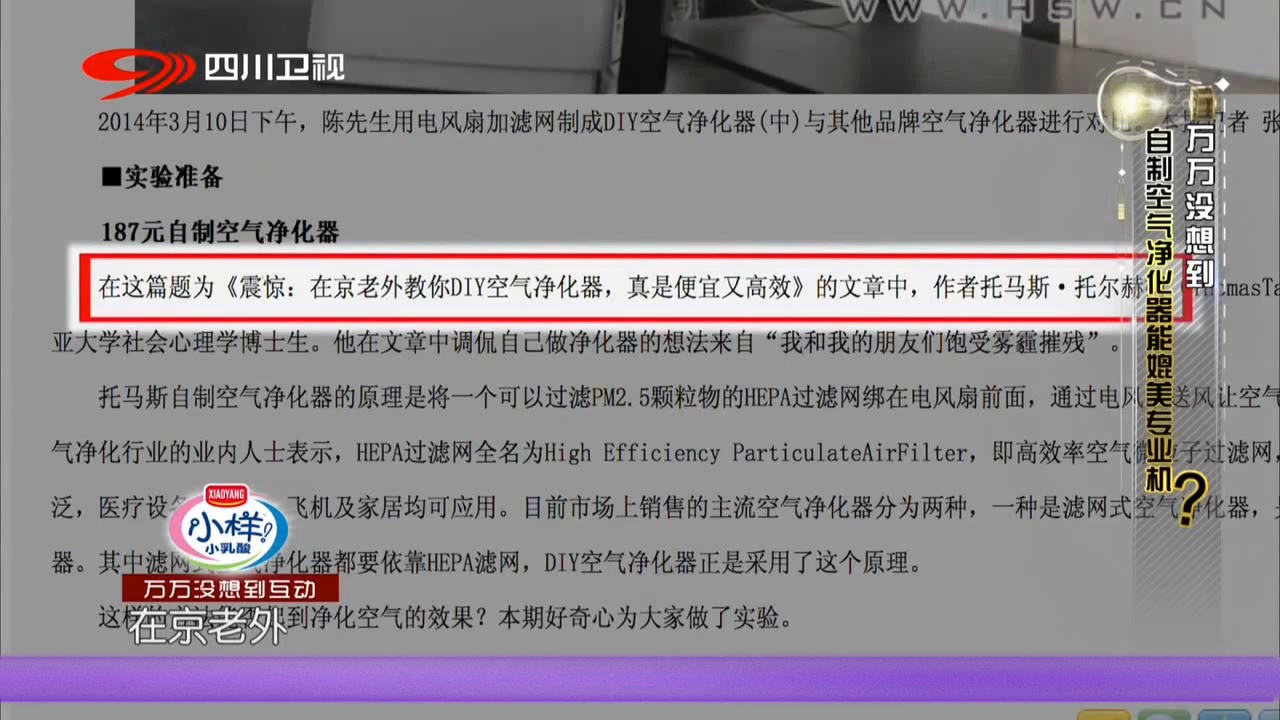 WWW.HSW.CN
四川卫视
2014年3月10日下午，陈先生用电风扇加滤网制成DIY空气净化器(中)与其他品牌空气净化器进行对比。本报记者 张
■实验准备
187元自制空气净化器
在这篇题为《震惊：在京老外教你DIY空气净化器，真是便宜又高效》的文章中，作者托马斯·托尔赫
亚大学社会心理学博士生。他在文章中调侃自己做净化器的想法来自“我和我的朋友们饱受雾霾摧残”。
托马斯自制空气净化器的原理是将一个可以过滤PM2.5颗粒物的HEPA过滤网绑在电风扇前面，通过电风 送风让空气
气净化行业的业内人士表示，HEPA过滤网全名为High Efficiency ParticulateAirFilter，即高效率空气微 子过滤网，
泛，医疗设 飞机及家居均可应用。目前市场上销售的主流空气净化器分为两种，一种是滤网式空气净化器，
器。其中滤网式 净化器都要依靠HEPA滤网，DIY空气净化器正是采用了这个原理。
这样 到净化空气的效果？本期好奇心为大家做了实验。
万万没想到
自制空气净化器能媲美专业机？
XIAOYANG
小样！
小乳酸
万万没想到互动
在京老外